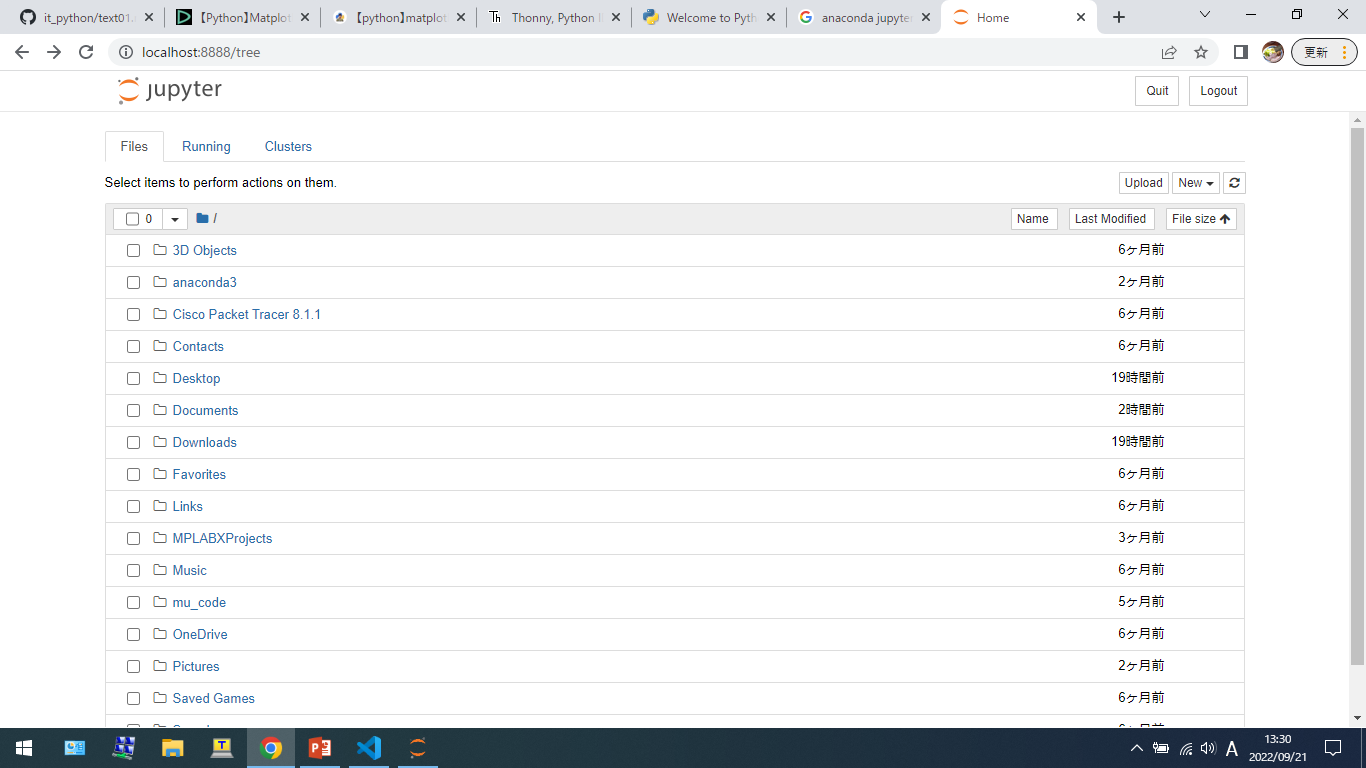 it_python/text01.
【Python】Matplot
【python】matplot
Th Thonny, Python
Welcome to Pyth
anaconda jupyter
Home
localhost:8888/tree
更新
jupyter
Quit
Logout
Files
Running
Clusters
Select items to perform actions on them.
Upload
New
0
/
Name
Last Modified
File size
3D Objects 6ヶ月前
anaconda3 2ヶ月前
Cisco Packet Tracer 8.1.1 6ヶ月前
Contacts 6ヶ月前
Desktop 19時間前
Documents 2時間前
Downloads 19時間前
Favorites 6ヶ月前
Links 6ヶ月前
MPLABXProjects 3ヶ月前
Music 6ヶ月前
mu_code 5ヶ月前
OneDrive 6ヶ月前
Pictures 2ヶ月前
Saved Games 6ヶ月前
A
13:30
2022/09/21